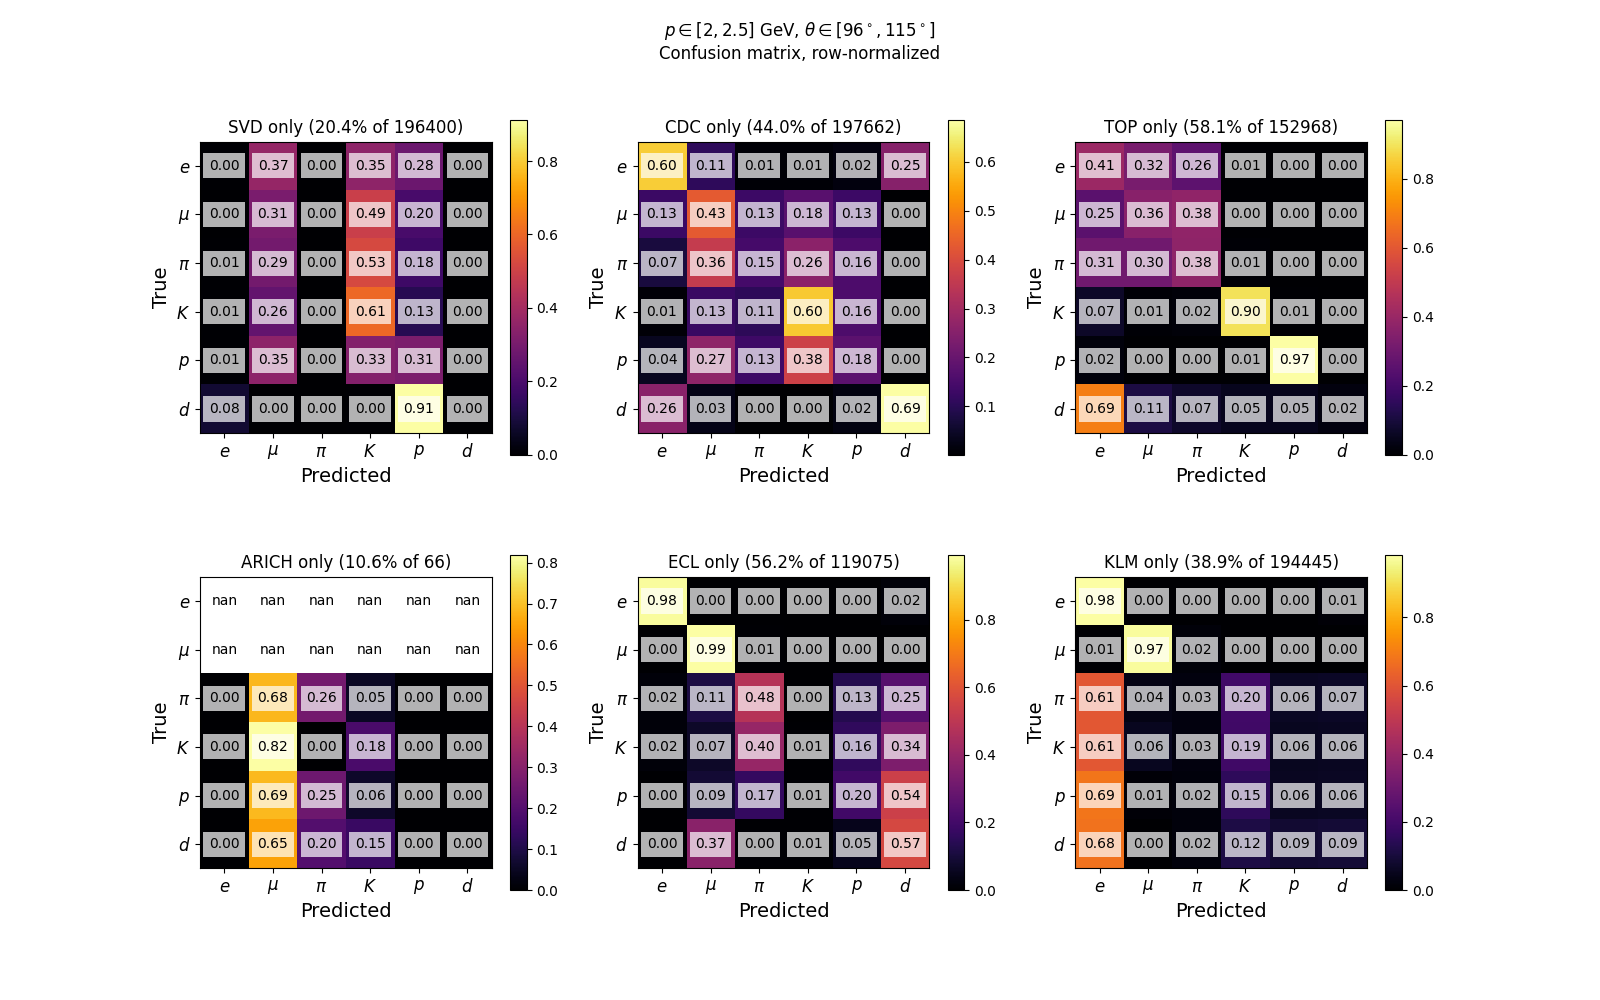 p ∈ [2, 2.5] GeV, θ ∈ [96°, 115°]
Confusion matrix, row-normalized
SVD only (20.4% of 196400)
e 0.00 0.37 0.00 0.35 0.28 0.00
μ 0.00 0.31 0.00 0.49 0.20 0.00
π 0.01 0.29 0.00 0.53 0.18 0.00
K 0.01 0.26 0.00 0.61 0.13 0.00
p 0.01 0.35 0.00 0.33 0.31 0.00
d 0.08 0.00 0.00 0.00 0.91 0.00
e μ π K p d
True
Predicted
0.8
0.6
0.4
0.2
0.0
CDC only (44.0% of 197662)
e 0.60 0.11 0.01 0.01 0.02 0.25
μ 0.13 0.43 0.13 0.18 0.13 0.00
π 0.07 0.36 0.15 0.26 0.16 0.00
K 0.01 0.13 0.11 0.60 0.16 0.00
p 0.04 0.27 0.13 0.38 0.18 0.00
d 0.26 0.03 0.00 0.00 0.02 0.69
e μ π K p d
True
Predicted
0.6
0.5
0.4
0.3
0.2
0.1
TOP only (58.1% of 152968)
e 0.41 0.32 0.26 0.01 0.00 0.00
μ 0.25 0.36 0.38 0.00 0.00 0.00
π 0.31 0.30 0.38 0.01 0.00 0.00
K 0.07 0.01 0.02 0.90 0.01 0.00
p 0.02 0.00 0.00 0.01 0.97 0.00
d 0.69 0.11 0.07 0.05 0.05 0.02
e μ π K p d
True
Predicted
0.8
0.6
0.4
0.2
0.0
ARICH only (10.6% of 66)
e nan nan nan nan nan nan
μ nan nan nan nan nan nan
π 0.00 0.68 0.26 0.05 0.00 0.00
K 0.00 0.82 0.00 0.18 0.00 0.00
p 0.00 0.69 0.25 0.06 0.00 0.00
d 0.00 0.65 0.20 0.15 0.00 0.00
e μ π K p d
True
Predicted
0.8
0.7
0.6
0.5
0.4
0.3
0.2
0.1
0.0
ECL only (56.2% of 119075)
e 0.98 0.00 0.00 0.00 0.00 0.02
μ 0.00 0.99 0.01 0.00 0.00 0.00
π 0.02 0.11 0.48 0.00 0.13 0.25
K 0.02 0.07 0.40 0.01 0.16 0.34
p 0.00 0.09 0.17 0.01 0.20 0.54
d 0.00 0.37 0.00 0.01 0.05 0.57
e μ π K p d
True
Predicted
0.8
0.6
0.4
0.2
0.0
KLM only (38.9% of 194445)
e 0.98 0.00 0.00 0.00 0.00 0.01
μ 0.01 0.97 0.02 0.00 0.00 0.00
π 0.61 0.04 0.03 0.20 0.06 0.07
K 0.61 0.06 0.03 0.19 0.06 0.06
p 0.69 0.01 0.02 0.15 0.06 0.06
d 0.68 0.00 0.02 0.12 0.09 0.09
e μ π K p d
True
Predicted
0.8
0.6
0.4
0.2
0.0